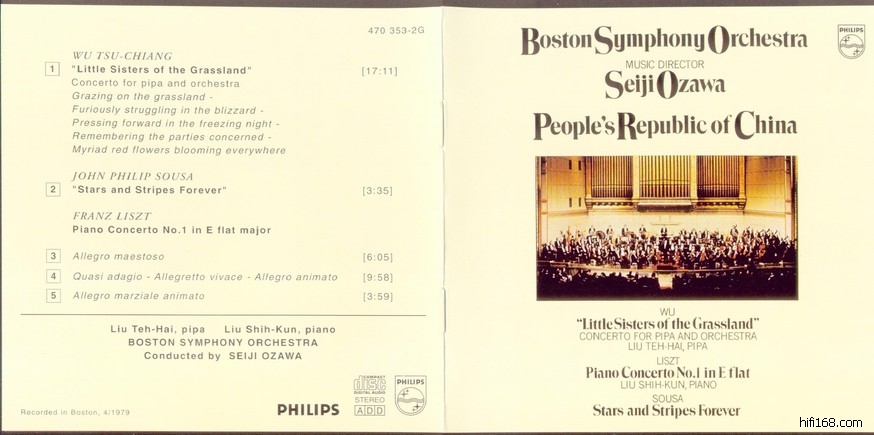 470 353-2G
WU TSU-CHIANG
1 "Little Sisters of the Grassland" [17:11]
Concerto for pipa and orchestra
Grazing on the grassland -
Furiously struggling in the blizzard -
Pressing forward in the freezing night -
Remembering the parties concerned -
Myriad red flowers blooming everywhere
JOHN PHILIP SOUSA
2 "Stars and Stripes Forever" [3:35]
FRANZ LISZT
Piano Concerto No.1 in E flat major
3 Allegro maestoso [6:05]
4 Quasi adagio - Allegretto vivace - Allegro animato [9:58]
5 Allegro marziale animato [3:59]
Liu Teh-Hai, pipa Liu Shih-Kun, piano
BOSTON SYMPHONY ORCHESTRA
Conducted by SEIJI OZAWA
Recorded in Boston, 4/1979
PHILIPS
COMPACT
disc
DIGITAL AUDIO
STEREO
ADD
PHILIPS
Boston Symphony Orchestra
MUSIC DIRECTOR
Seiji Ozawa
People's Republic of China
PHILIPS
WU
"Little Sisters of the Grassland"
CONCERTO FOR PIPA AND ORCHESTRA
LIU TEH-HAI, PIPA
LISZT
Piano Concerto No.1 in E flat
LIU SHIH-KUN, PIANO
SOUSA
Stars and Stripes Forever
hifi168.com